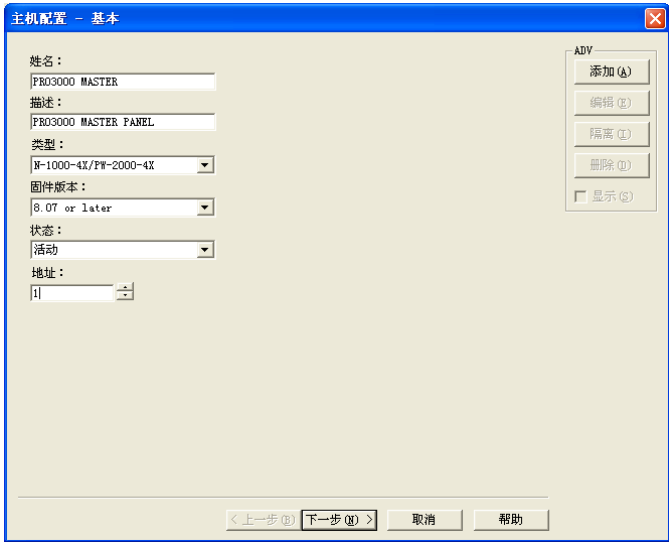 主机配置 - 基本
姓名：
PRO3000 MASTER
描述：
PRO3000 MASTER PANEL
类型：
N-1000-4X/PW-2000-4X
固件版本：
8.07 or later
状态：
活动
地址：
1
ADV
添加(A)
编辑(E)
隔离(I)
删除(D)
显示(S)
< 上一步(B)
下一步(N) >
取消
帮助